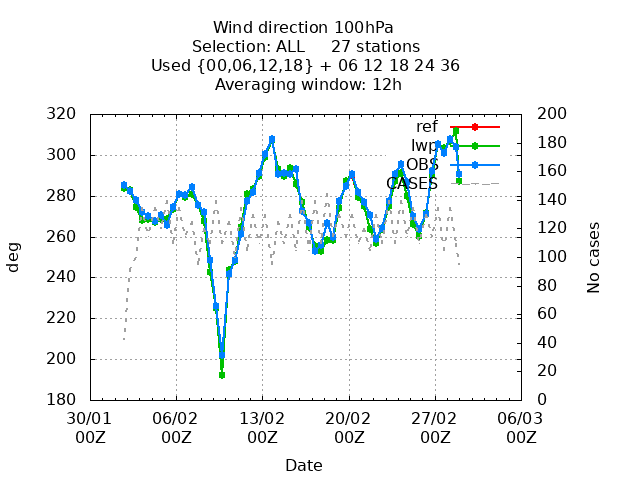 Wind direction 100hPa
Selection: ALL 27 stations
Used {00,06,12,18} + 06 12 18 24 36
Averaging window: 12h
320 200
ref
180
lwp
300 160
OBS
CASES
280 140
120
260
100
deg
No cases
240 80
60
220
40
200
20
180 0
30/01 06/02 13/02 20/02 27/02 06/03
00Z 00Z 00Z 00Z 00Z 00Z
Date